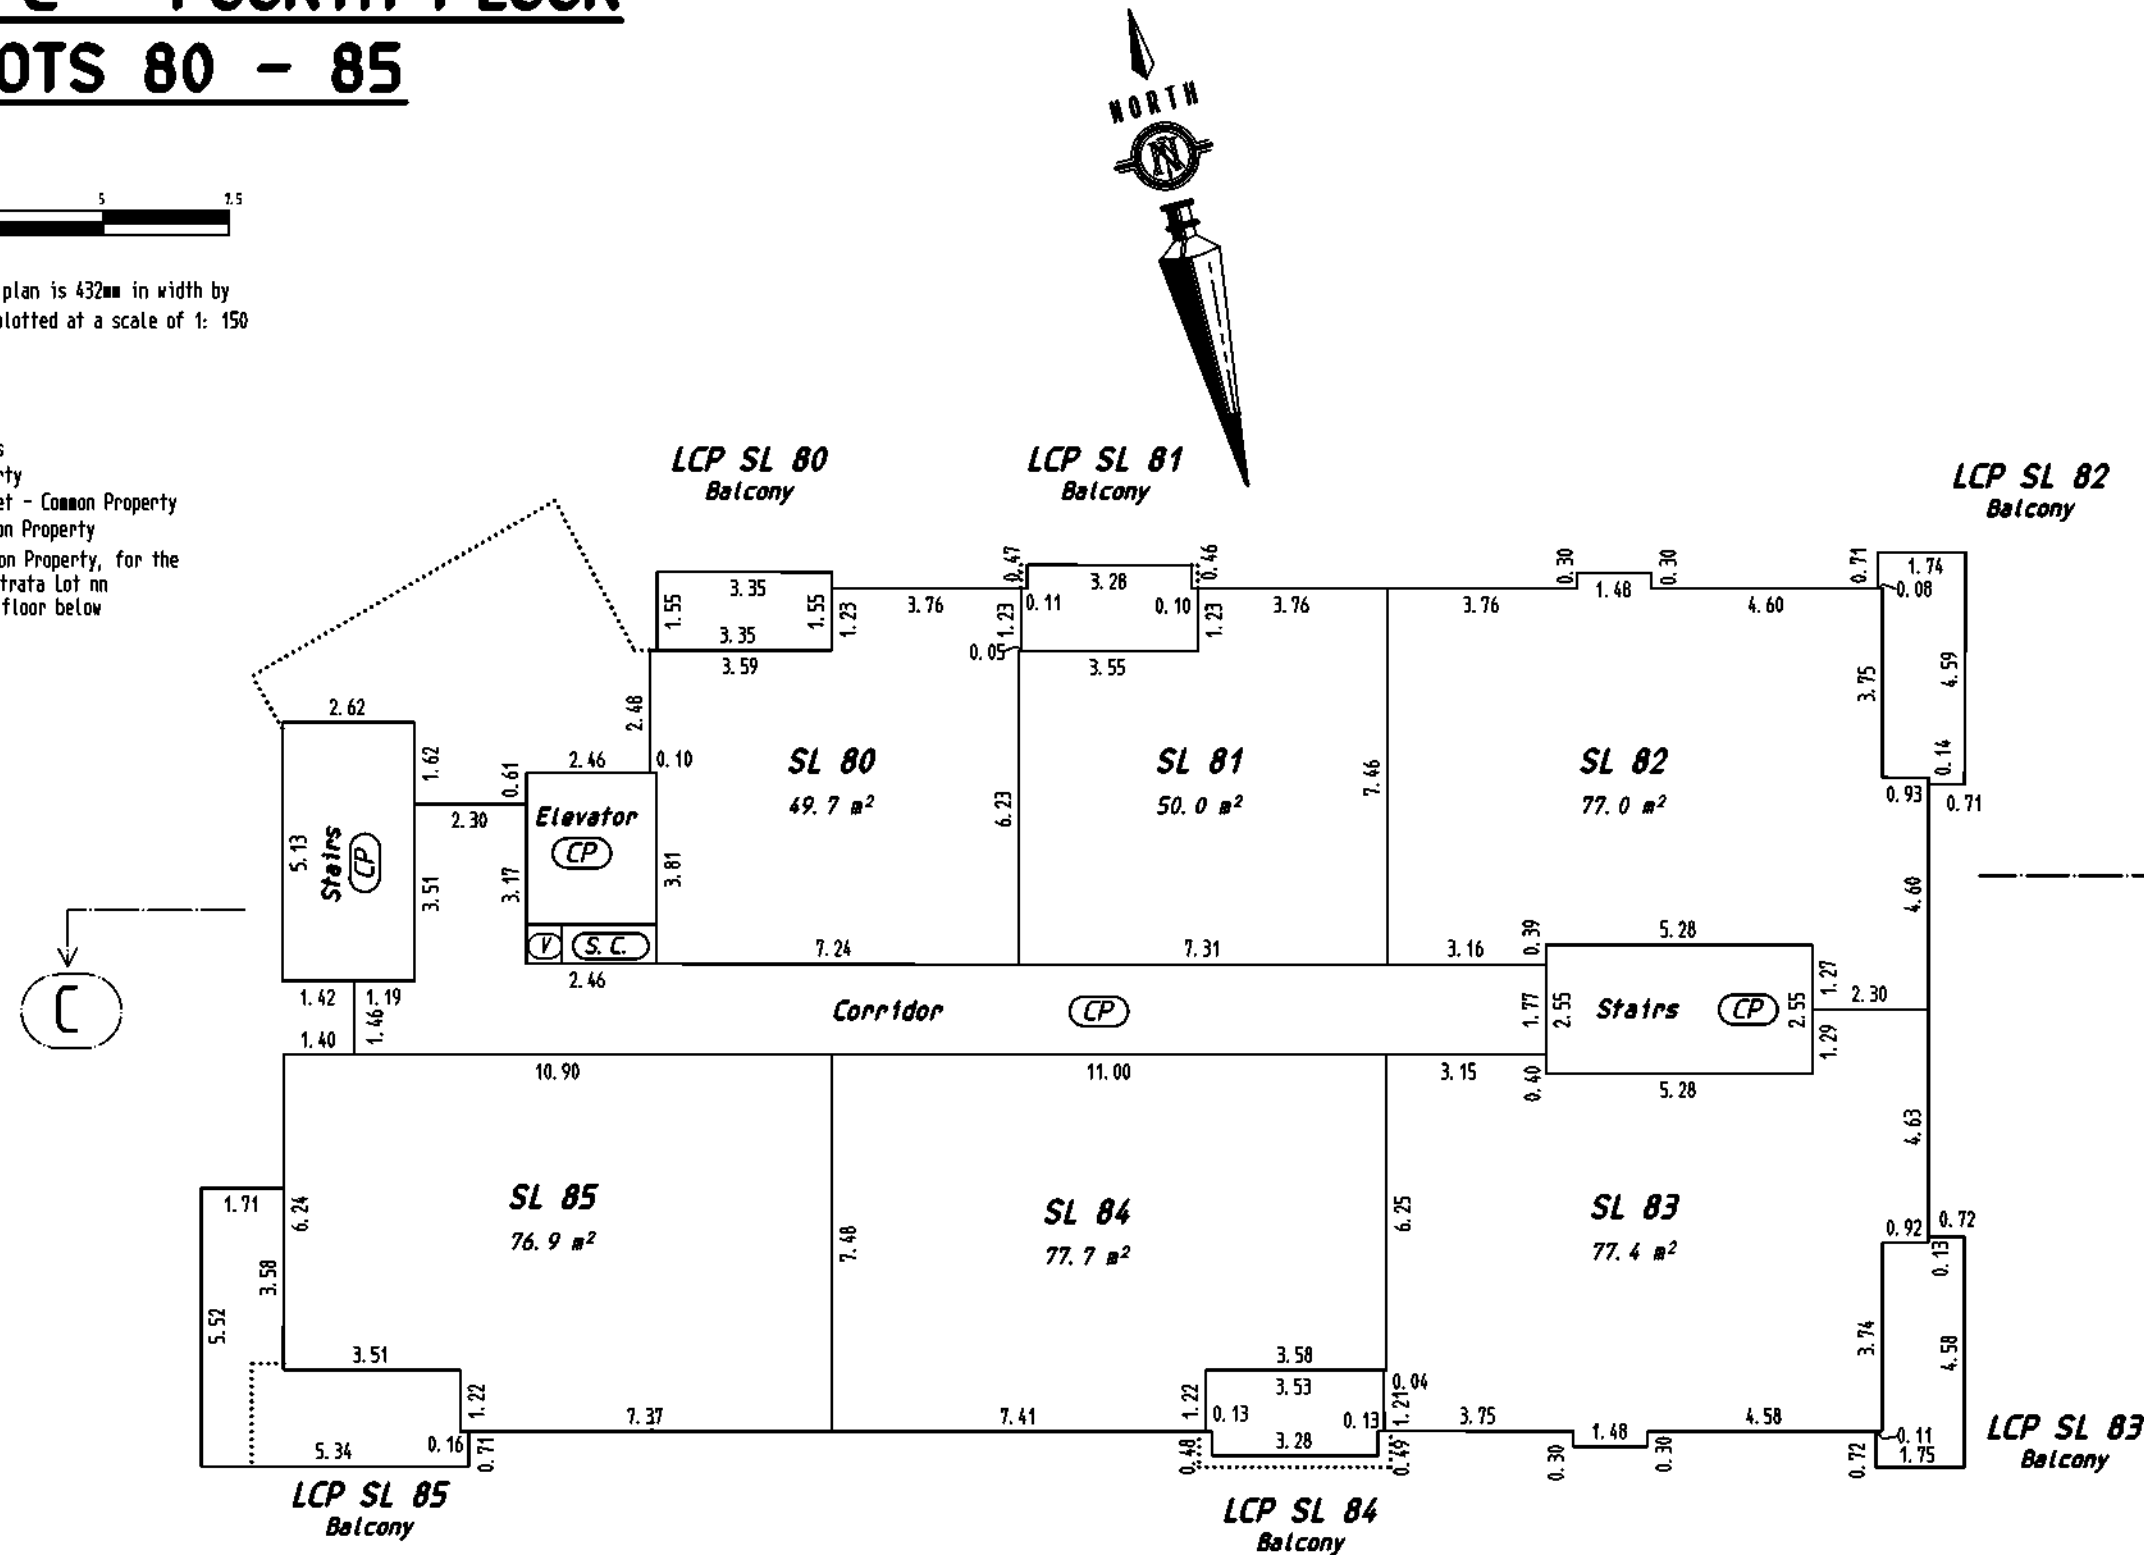 FOURTH FLOOR
OTS 80 - 85
NORTH
N
5 7.5
plan is 432mm in width by
plotted at a scale of 1: 150
et - Common Property
on Property
on Property, for the
trata Lot nn
floor below
LCP SL 80
Balcony
LCP SL 81
Balcony
LCP SL 82
Balcony
0.47 0.46 0.30 0.30 0.71 1.74
3.35 3.28 1.48 0.08
1.55 1.55 1.23 3.76 1.23 0.11 0.10 1.23 3.76 3.76 4.60
3.35 0.05
3.59 3.55 3.75 4.59
2.62 2.48
1.62 0.61 2.46 0.10 0.14
SL 80
49.7 m²
SL 81
50.0 m²
SL 82
77.0 m²
7.46 0.93 0.71
2.30 6.23
Elevator
CP
Stairs
CP
5.13 3.51 3.17 3.81 4.60
V S.C.
2.46 7.24 7.31 3.16 0.39 5.28
C
1.42 1.19
1.46
1.40
Corridor CP
1.77 2.55
Stairs CP
2.55 1.27 2.30
1.29
10.90 11.00 3.15 0.40 5.28
4.63
1.71 6.24
SL 85
76.9 m²
7.48
SL 84
77.7 m²
6.25
SL 83
77.4 m²
0.92 0.72
0.13
3.58 5.52 3.74 4.58
3.51 3.58
3.53 0.04
1.22 1.22 0.13 0.13 1.21
7.37 7.41 3.75 1.48 4.58
5.34 0.16 0.71 0.48 3.28 0.49 0.30 0.30 0.72 0.11
1.75
LCP SL 85
Balcony
LCP SL 84
Balcony
LCP SL 83
Balcony